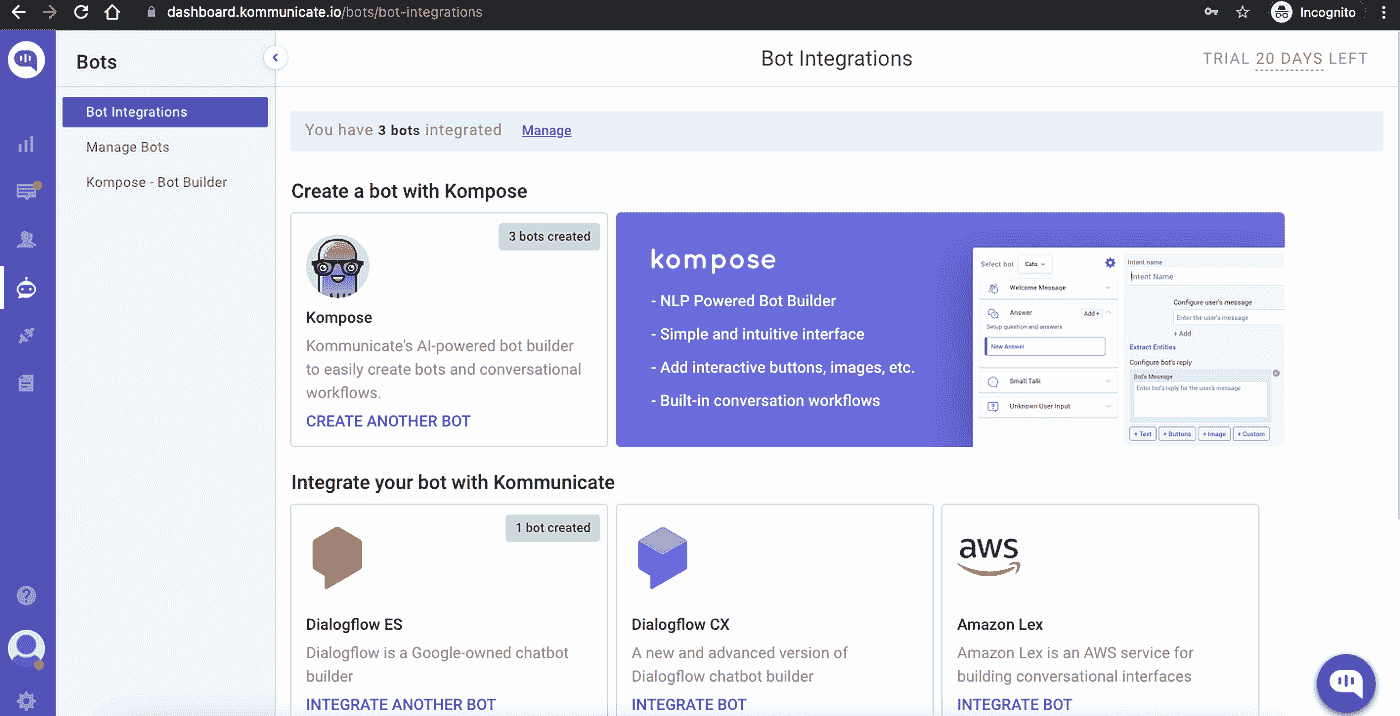 dashboard.kommunicate.io/bots/bot-integrations
Incognito
Bots
Bot Integrations
TRIAL 20 DAYS LEFT
Bot Integrations
Manage Bots
Kompose - Bot Builder
You have 3 bots integrated Manage
Create a bot with Kompose
3 bots created
Kompose
Kommunicate's AI-powered bot builder
to easily create bots and conversational
workflows.
CREATE ANOTHER BOT
kompose
- NLP Powered Bot Builder
- Simple and intuitive interface
- Add interactive buttons, images, etc.
- Built-in conversation workflows
Select bot Cato
Welcome Message
Answer Add +
Setup question and answers
New Answer
Small Talk
Unknown User Input
Intent name
Intent Name
Configure user's message
Enter the user's message
+ Add
Extract Entities
Configure bot's reply
Bot's Message
Enter bot's reply for the user's message
+ Text + Buttons + Image + Custom
Integrate your bot with Kommunicate
1 bot created
Dialogflow ES
Dialogflow is a Google-owned chatbot
builder
INTEGRATE ANOTHER BOT
Dialogflow CX
A new and advanced version of
Dialogflow chatbot builder
INTEGRATE BOT
aws
Amazon Lex
Amazon Lex is an AWS service for
building conversational interfaces
INTEGRATE BOT